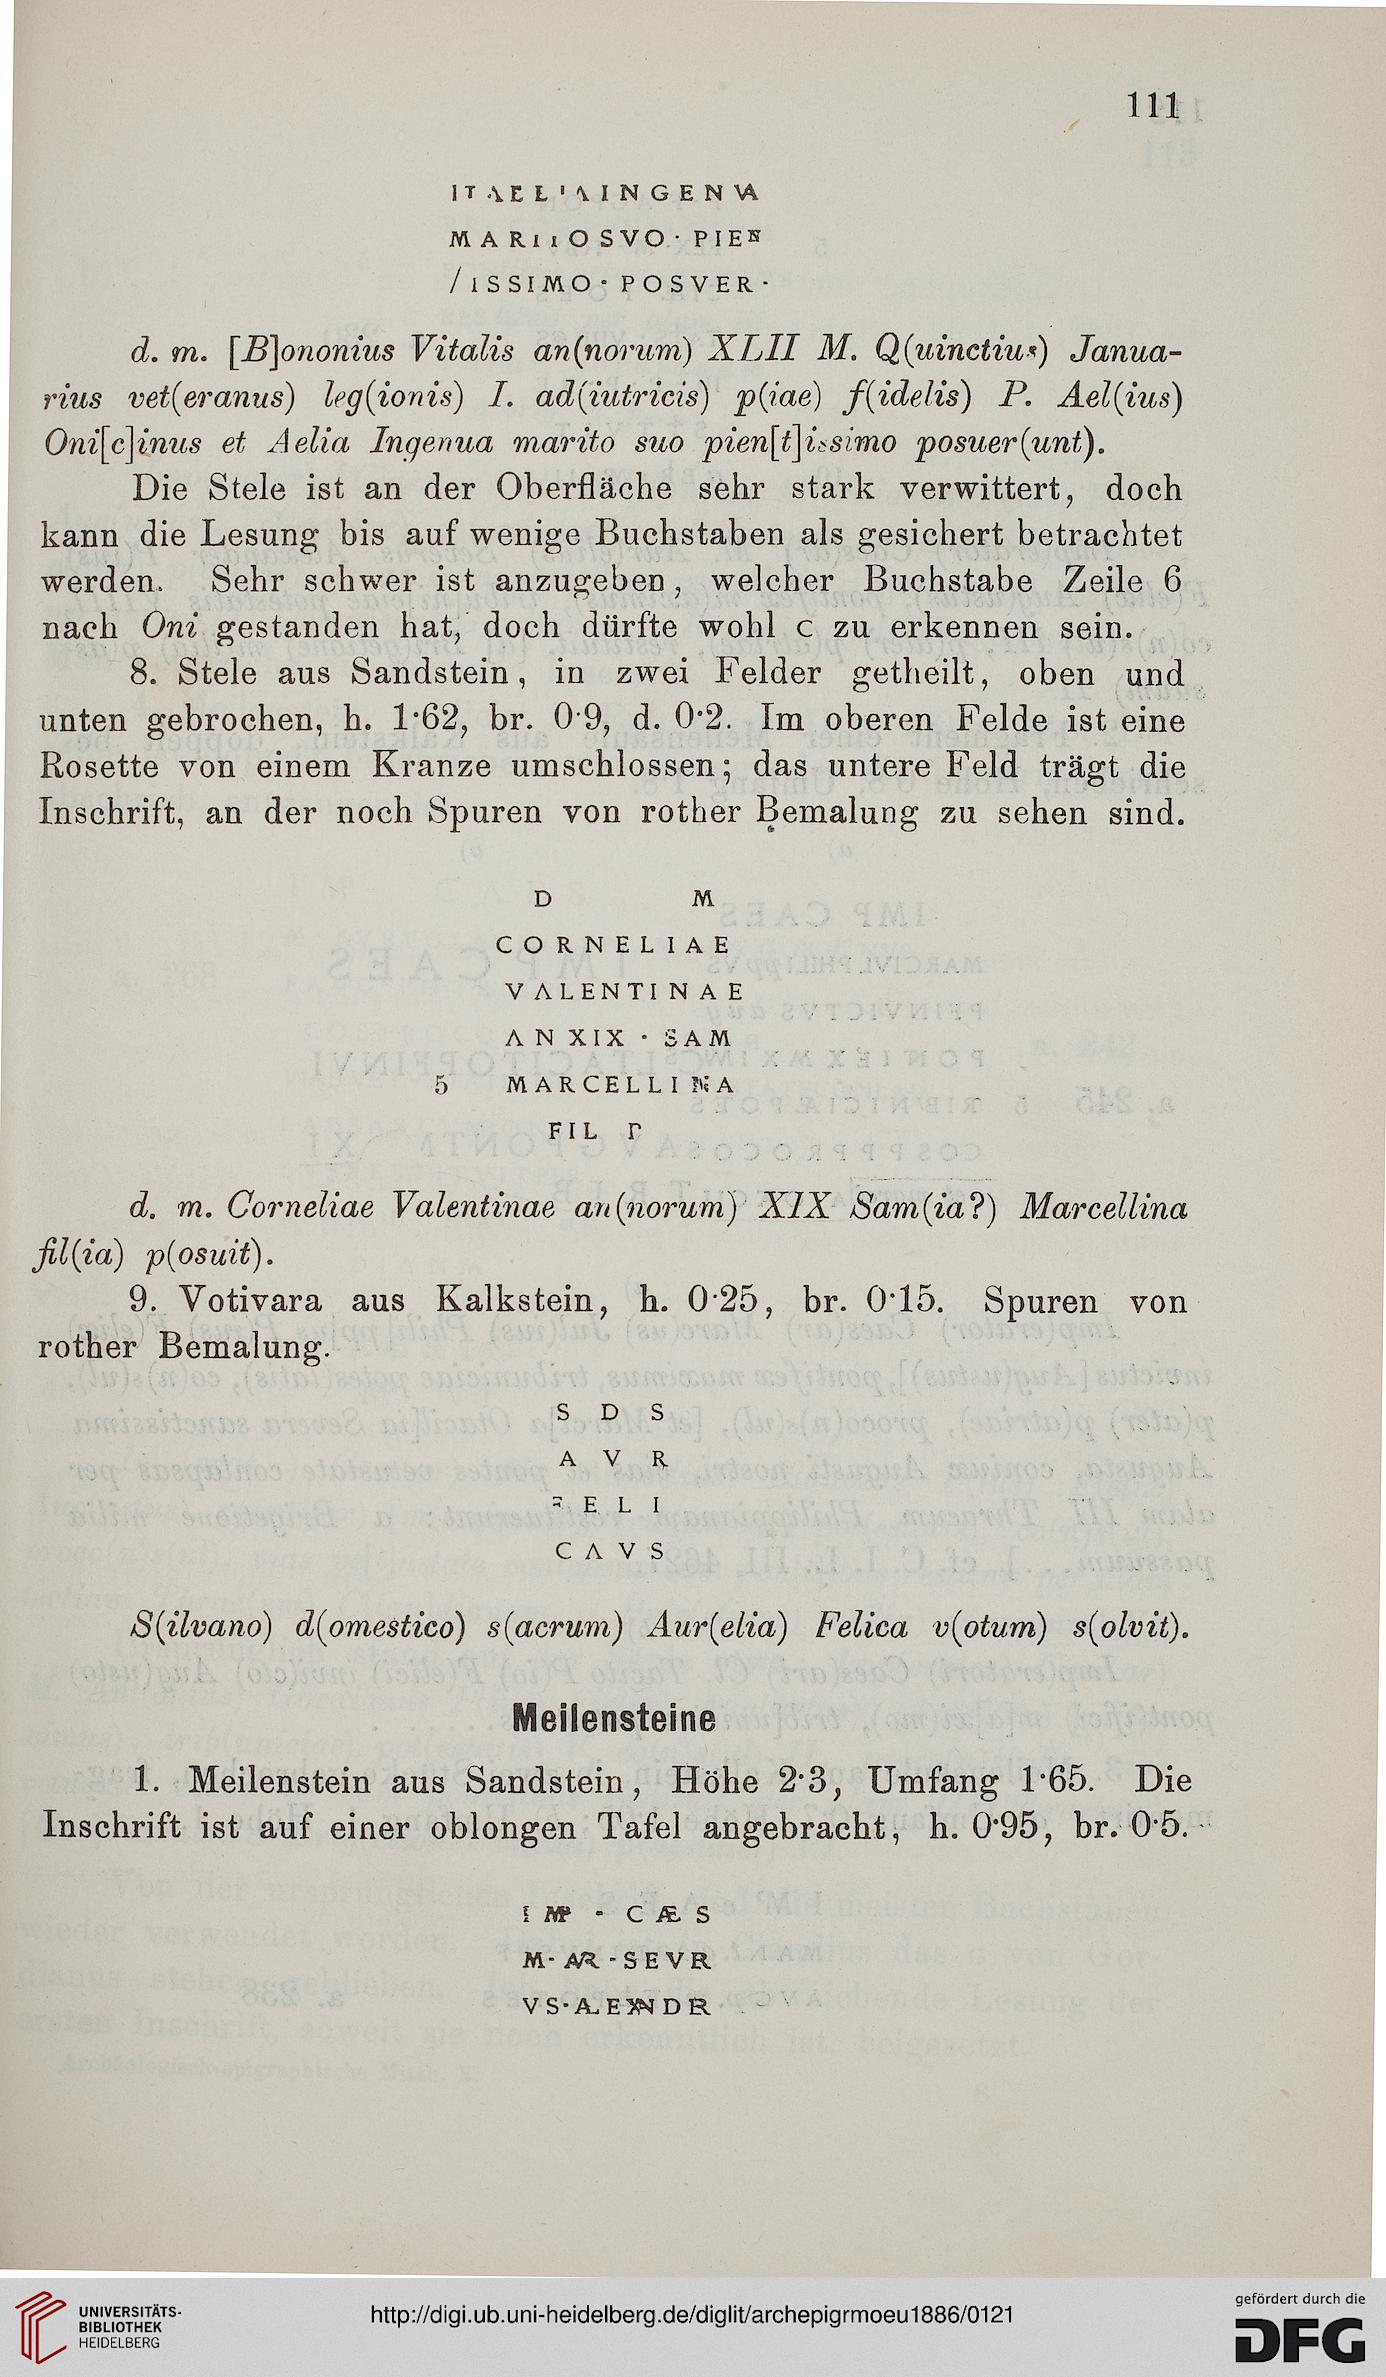 111
IT AEL'AINGENVA
MARIIOSVO·PIEN
/ISSIMO·POSVER·
d. m. [B]ononius Vitalis an(norum) XLII M. Q(uinctius) Janua-
rius vet(eranus) leg(ionis) I. ad(iutricis) p(iae) f(idelis) P. Ael(ius)
Oni[c]inus et Aelia Ingenua marito suo pien[t]issimo posuer(unt).
Die Stele ist an der Oberfläche sehr stark verwittert, doch
kann die Lesung bis auf wenige Buchstaben als gesichert betrachtet
werden. Sehr schwer ist anzugeben, welcher Buchstabe Zeile 6
nach Oni gestanden hat, doch dürfte wohl c zu erkennen sein.
8. Stele aus Sandstein, in zwei Felder getheilt, oben und
unten gebrochen, h. 1·62, br. 0·9, d. 0·2. Im oberen Felde ist eine
Rosette von einem Kranze umschlossen; das untere Feld trägt die
Inschrift, an der noch Spuren von rother Bemalung zu sehen sind.
D M
CORNELIAE
VALENTINAE
AN XIX · SAM
5 MARCELLINA
FIL P
d. m. Corneliae Valentinae an(norum) XIX Sam(ia?) Marcellina
fil(ia) p(osuit).
9. Votivara aus Kalkstein, h. 0·25, br. 0·15. Spuren von
rother Bemalung.
S D S
A V R
F E L I
C A V S
S(ilvano) d(omestico) s(acrum) Aur(elia) Felica v(otum) s(olvit).
Meilensteine
1. Meilenstein aus Sandstein, Höhe 2·3, Umfang 1·65. Die
Inschrift ist auf einer oblongen Tafel angebracht, h. 0·95, br. 0·5.
IMP · CÆS
M·AR·SEVR
VS·ALEXNDR
UNIVERSITÄTS-
BIBLIOTHEK
HEIDELBERG
http://digi.ub.uni-heidelberg.de/diglit/archepigrmoeu1886/0121
gefördert durch die
DFG